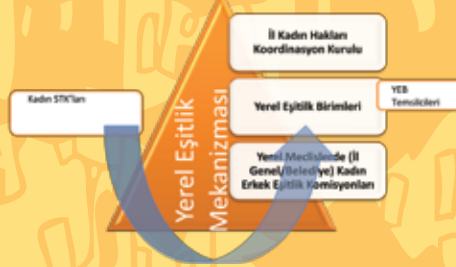 İl Kadın Hakları
Koordinasyon Kurulu
Kadın STK'ları
Yerel Eşitlik
Mekanizması
Yerel Eşitlik Birimleri
YEB
Temsilcileri
Yerel Meclislerde (İl
Genel/Belediye) Kadın
Erkek Eşitlik Komisyonları